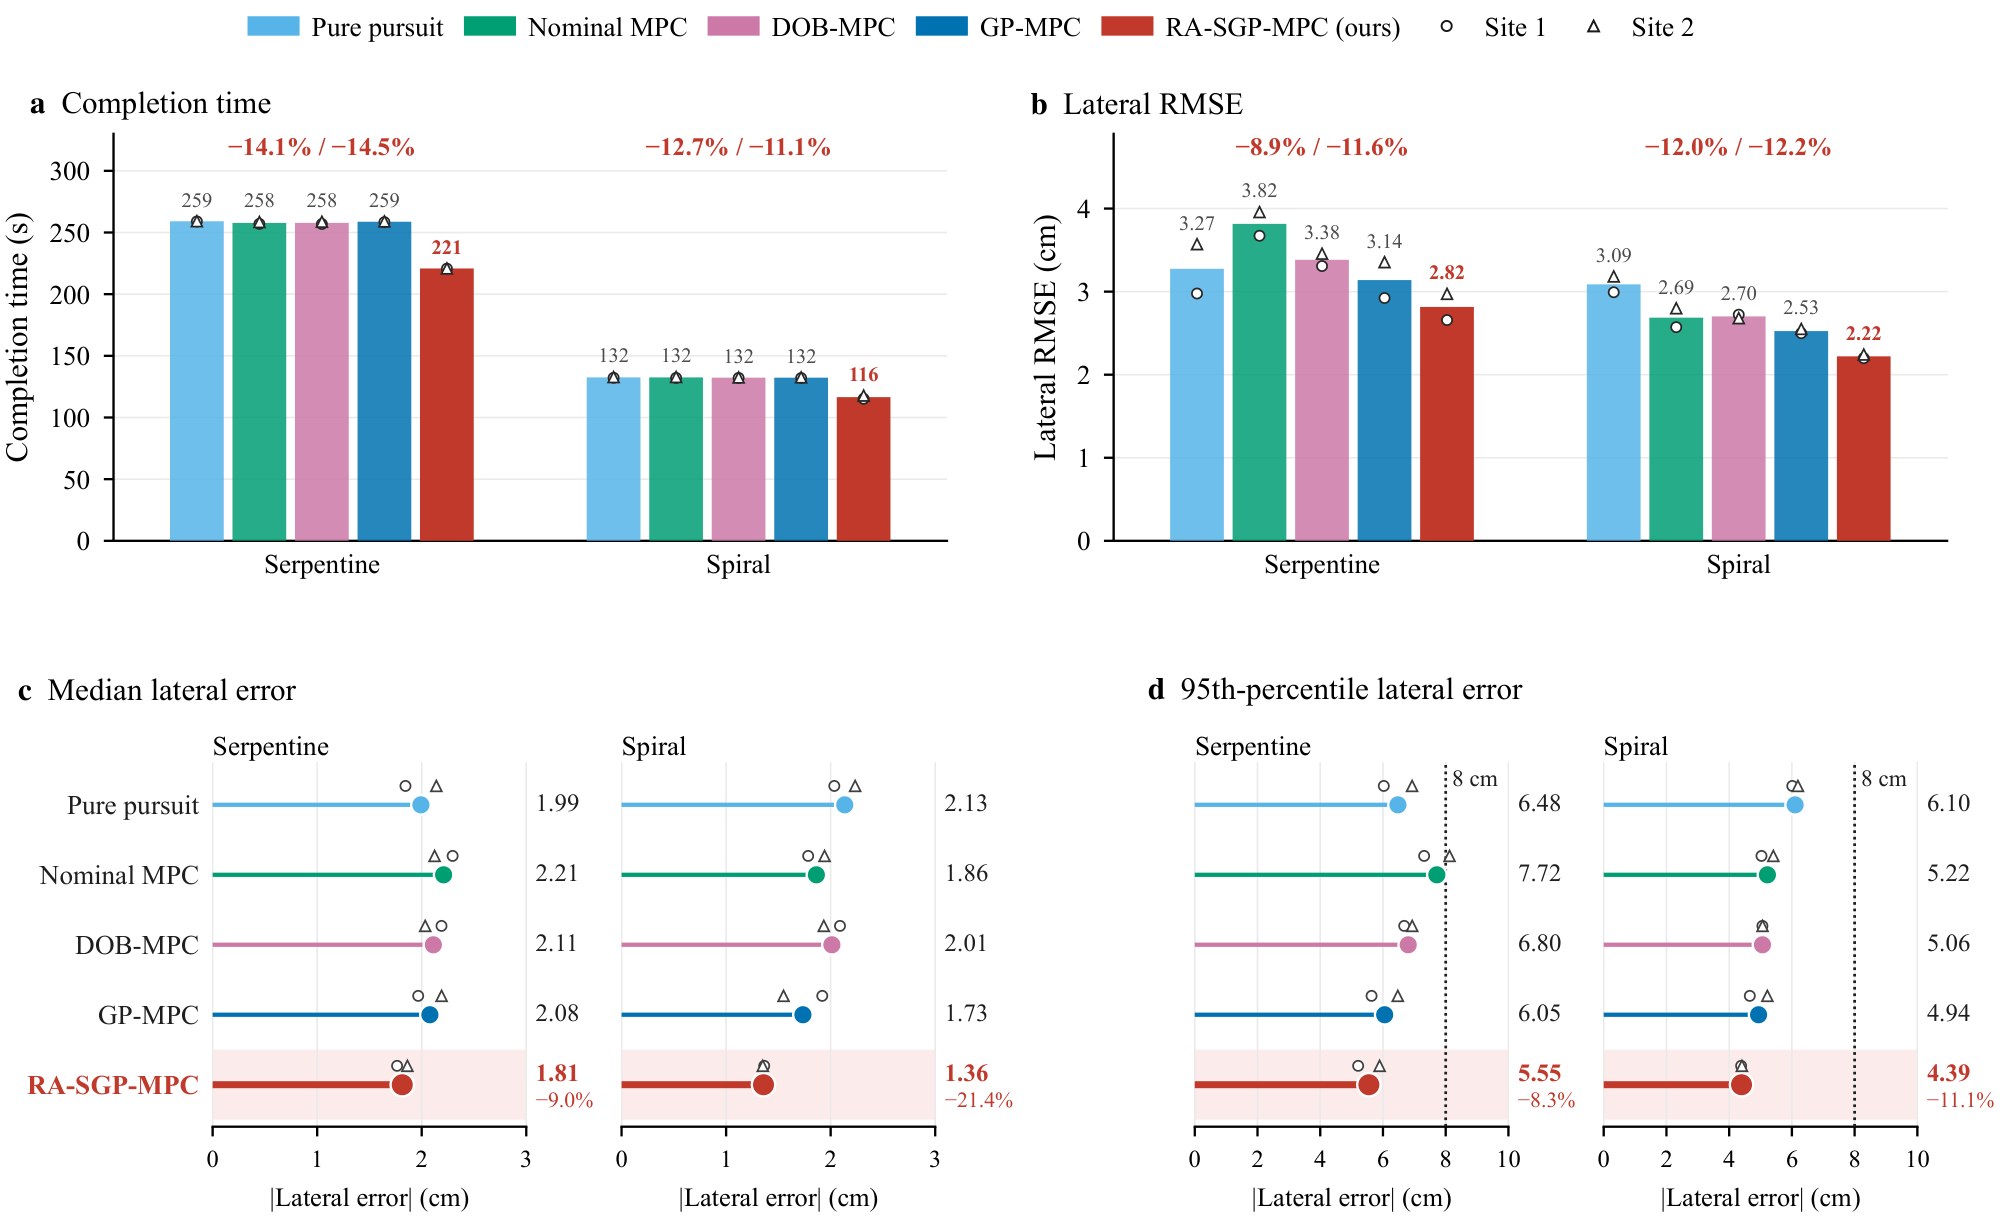 Pure pursuit Nominal MPC DOB-MPC GP-MPC RA-SGP-MPC (ours) Site 1 Site 2
a Completion time
−14.1% / −14.5% −12.7% / −11.1%
Completion time (s)
300
250
200
150
100
50
0
259 258 258 259 221
132 132 132 132 116
Serpentine Spiral
b Lateral RMSE
−8.9% / −11.6% −12.0% / −12.2%
Lateral RMSE (cm)
4
3
2
1
0
3.27 3.82 3.38 3.14 2.82
3.09 2.69 2.70 2.53 2.22
Serpentine Spiral
c Median lateral error
Serpentine Spiral
Pure pursuit 1.99 2.13
Nominal MPC 2.21 1.86
DOB-MPC 2.11 2.01
GP-MPC 2.08 1.73
RA-SGP-MPC 1.81 1.36
−9.0% −21.4%
0 1 2 3 0 1 2 3
|Lateral error| (cm) |Lateral error| (cm)
d 95th-percentile lateral error
Serpentine Spiral
8 cm 8 cm
6.48 6.10
7.72 5.22
6.80 5.06
6.05 4.94
5.55 4.39
−8.3% −11.1%
0 2 4 6 8 10 0 2 4 6 8 10
|Lateral error| (cm) |Lateral error| (cm)